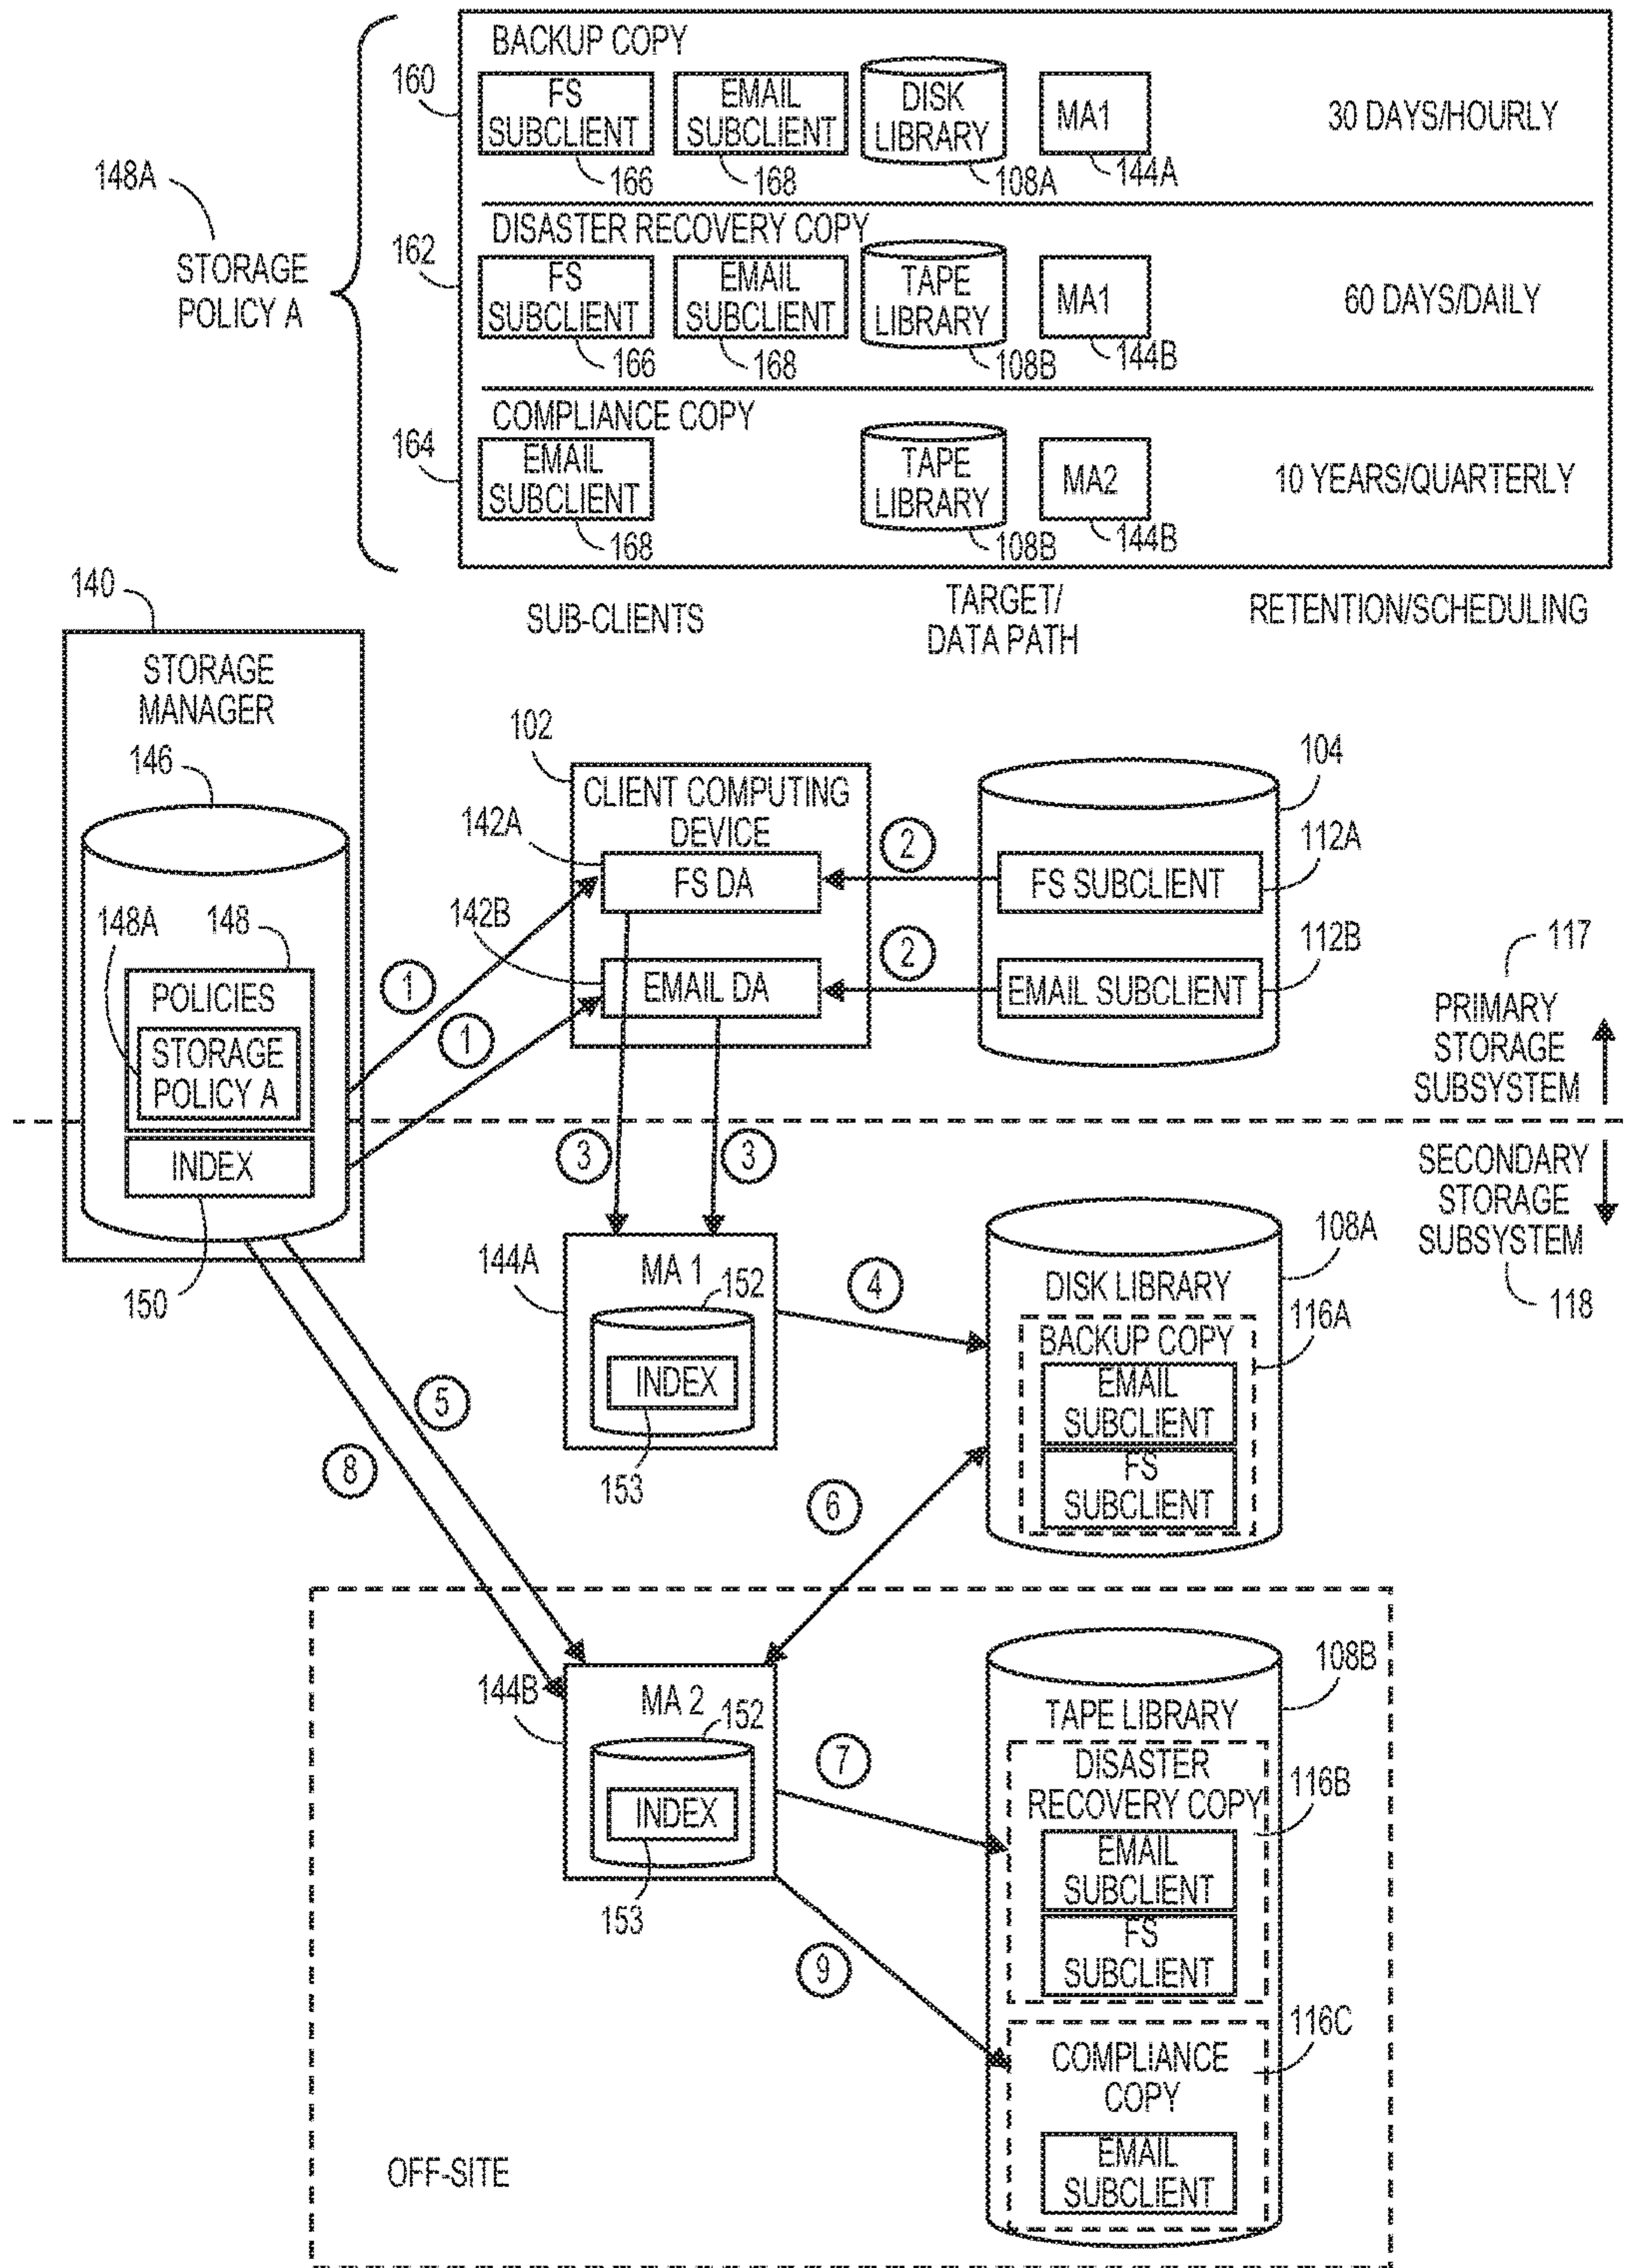 BACKUP COPY
160
FS
SUBCLIENT
EMAIL
SUBCLIENT
DISK
LIBRARY
MA1
30 DAYS/HOURLY
166
168
108A
144A
148A
STORAGE
POLICY A
DISASTER RECOVERY COPY
162
FS
SUBCLIENT
EMAIL
SUBCLIENT
TAPE
LIBRARY
MA1
60 DAYS/DAILY
166
168
108B
144B
COMPLIANCE COPY
164
EMAIL
SUBCLIENT
TAPE
LIBRARY
MA2
10 YEARS/QUARTERLY
168
108B
144B
SUB-CLIENTS
TARGET/
DATA PATH
RETENTION/SCHEDULING
140
STORAGE
MANAGER
146
148A
148
POLICIES
STORAGE
POLICY A
INDEX
150
102
CLIENT COMPUTING
DEVICE
142A
FS DA
142B
EMAIL DA
104
2
FS SUBCLIENT
112A
2
EMAIL SUBCLIENT
112B
1
1
117
PRIMARY
STORAGE
SUBSYSTEM
SECONDARY
STORAGE
SUBSYSTEM
118
3
3
144A
MA 1
152
INDEX
153
4
108A
DISK LIBRARY
116A
BACKUP COPY
EMAIL
SUBCLIENT
FS
SUBCLIENT
5
8
6
144B
MA 2
152
INDEX
153
7
9
108B
TAPE LIBRARY
DISASTER
RECOVERY COPY
116B
EMAIL
SUBCLIENT
FS
SUBCLIENT
116C
COMPLIANCE
COPY
EMAIL
SUBCLIENT
OFF-SITE